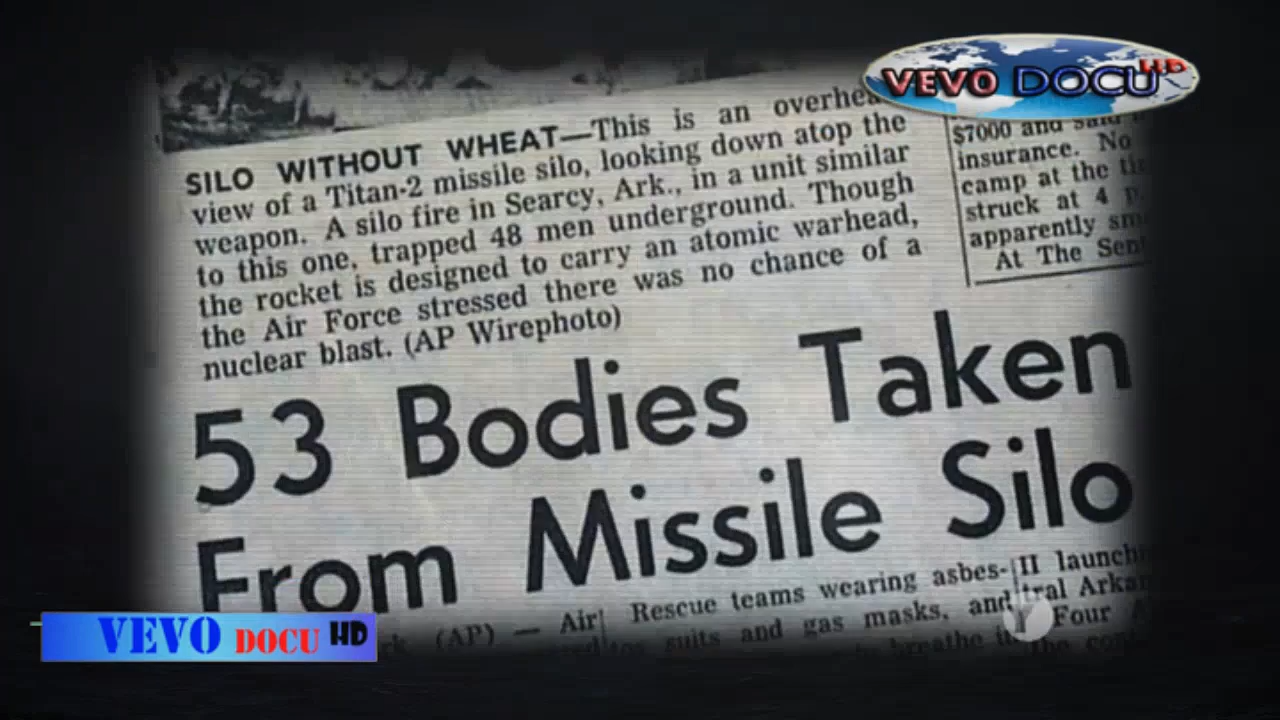 VEVO DOCU HD
SILO WITHOUT WHEAT—This is an overhe
view of a Titan-2 missile silo, looking down atop the
weapon. A silo fire in Searcy, Ark., in a unit similar
to this one, trapped 48 men underground. Though
the rocket is designed to carry an atomic warhead,
the Air Force stressed there was no chance of a
nuclear blast. (AP Wirephoto)
$7000 and said
insurance. No
camp at the
struck at 4 p.
apparently
At The
53 Bodies Taken
From Missile Silo
(AP) — Air
Rescue teams wearing asbes-
suits and gas masks, and
breathe
II launch
Four
VEVO DOCU HD